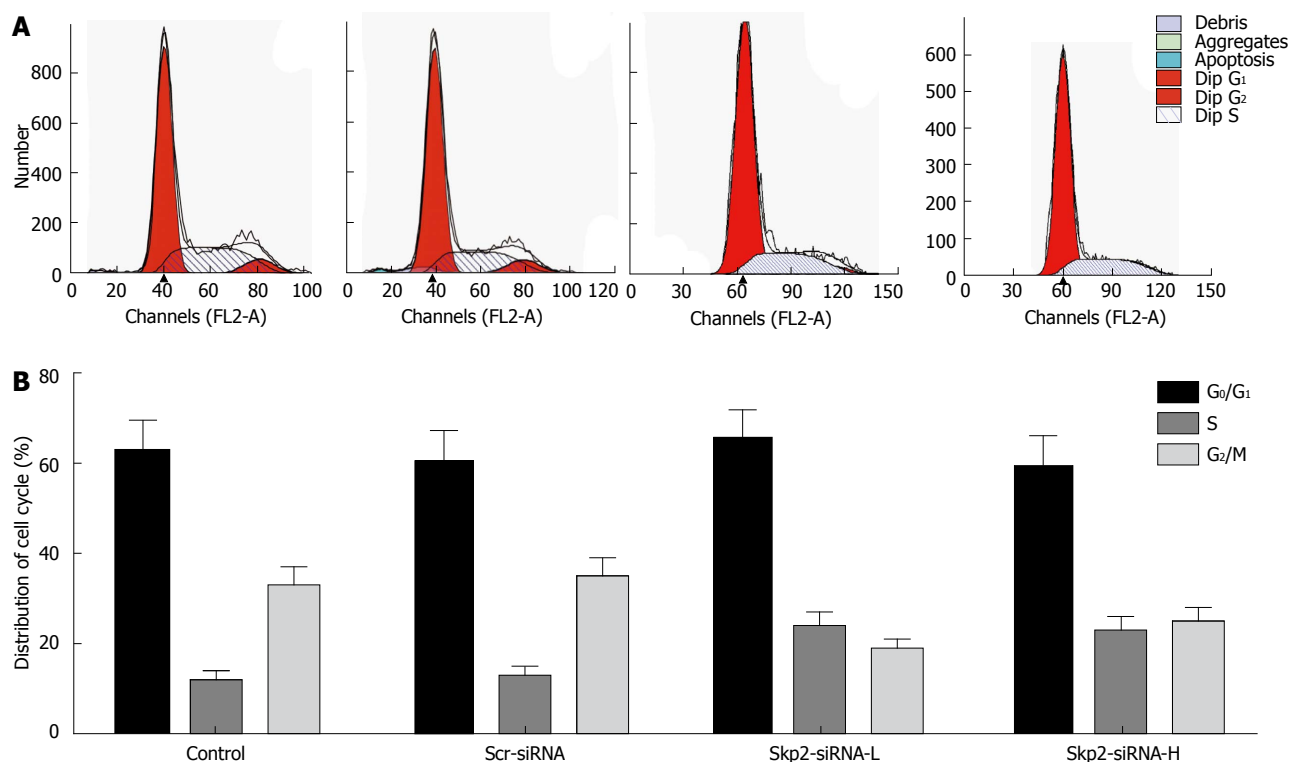 A
Number
800
600
400
200
0
0 20 40 60 80 100
Channels (FL2-A)
0 20 40 60 80 100 120
Channels (FL2-A)
0 30 60 90 120 150
Channels (FL2-A)
600
500
400
300
200
100
0
0 30 60 90 120 150
Channels (FL2-A)
Debris
Aggregates
Apoptosis
Dip G₁
Dip G₂
Dip S
B
Distribution of cell cycle (%)
80
60
40
20
0
Control
Scr-siRNA
Skp2-siRNA-L
Skp2-siRNA-H
G₀/G₁
S
G₂/M